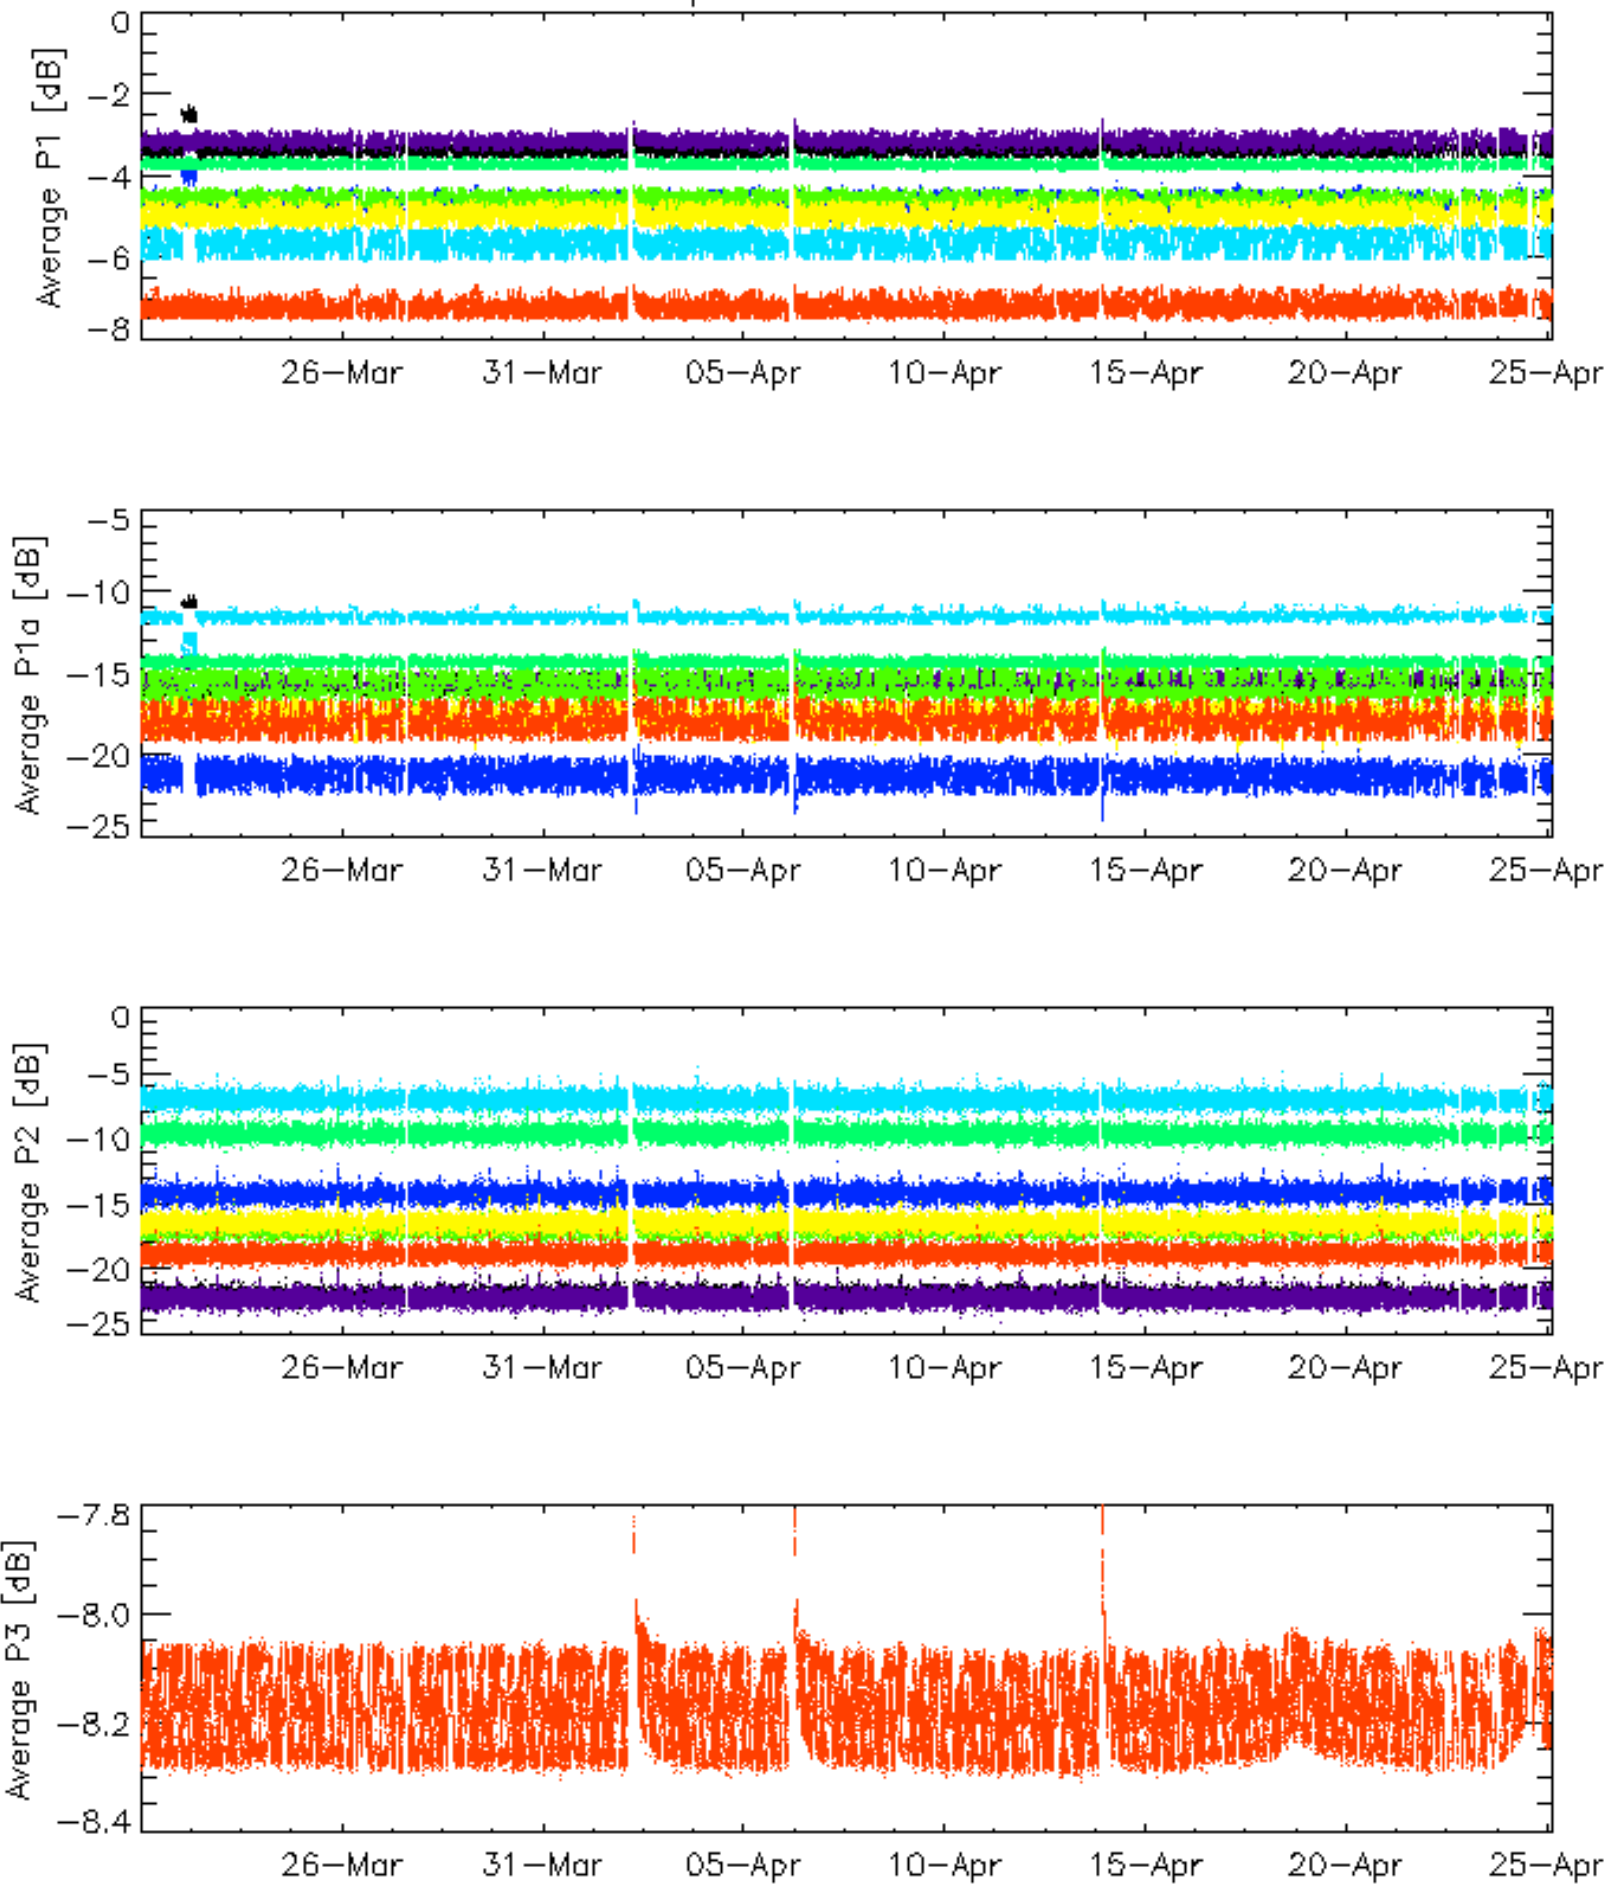 Average P1 [dB]
0
−2
−4
−6
−8
26−Mar 31−Mar 05−Apr 10−Apr 15−Apr 20−Apr 25−Apr
Average P1a [dB]
−5
−10
−15
−20
−25
26−Mar 31−Mar 05−Apr 10−Apr 15−Apr 20−Apr 25−Apr
Average P2 [dB]
0
−5
−10
−15
−20
−25
26−Mar 31−Mar 05−Apr 10−Apr 15−Apr 20−Apr 25−Apr
Average P3 [dB]
−7.8
−8.0
−8.2
−8.4
26−Mar 31−Mar 05−Apr 10−Apr 15−Apr 20−Apr 25−Apr